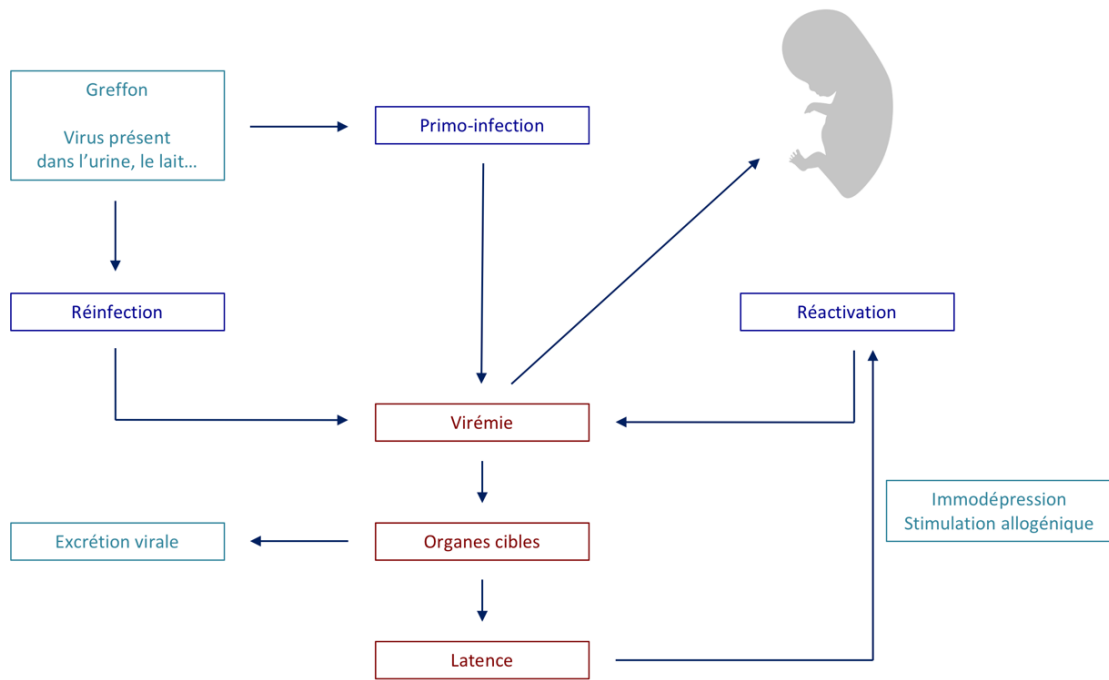 Greffon
Virus présent
dans l’urine, le lait…
Primo-infection
Réinfection
Réactivation
Virémie
Immodépression
Stimulation allogénique
Excrétion virale
Organes cibles
Latence